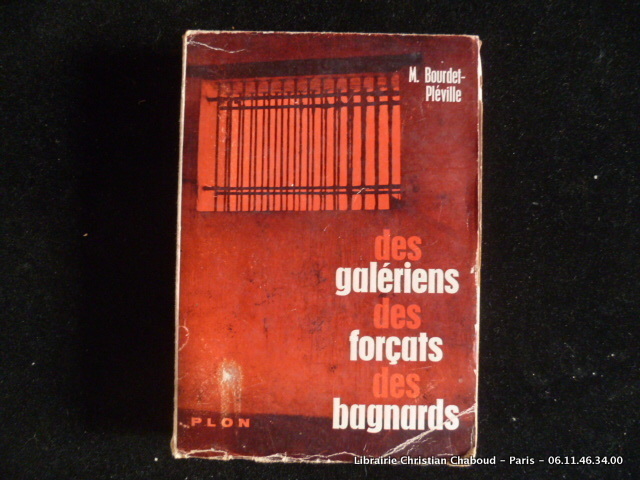 M. Bourdet-
Pléville
des
galériens
des
forçats
des
bagnards
PLON
Librairie Christian Chaboud - Paris - 06.11.46.34.00